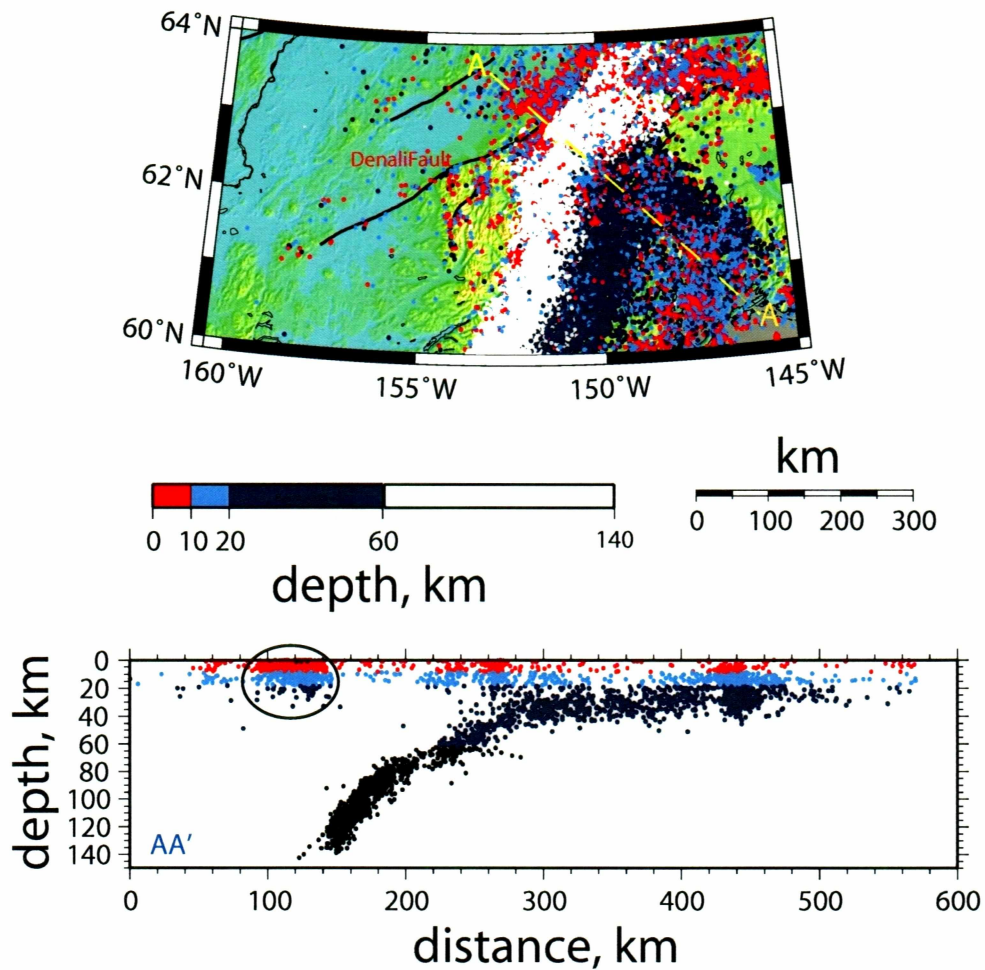 64°N
A
DenaliFault
62°N
60°N
A
160°W
155°W
150°W
145°W
km
0 100 200 300
0 10 20 60 140
depth, km
0
20
40
60
80
100
120
140
depth, km
AA′
0 100 200 300 400 500 600
distance, km